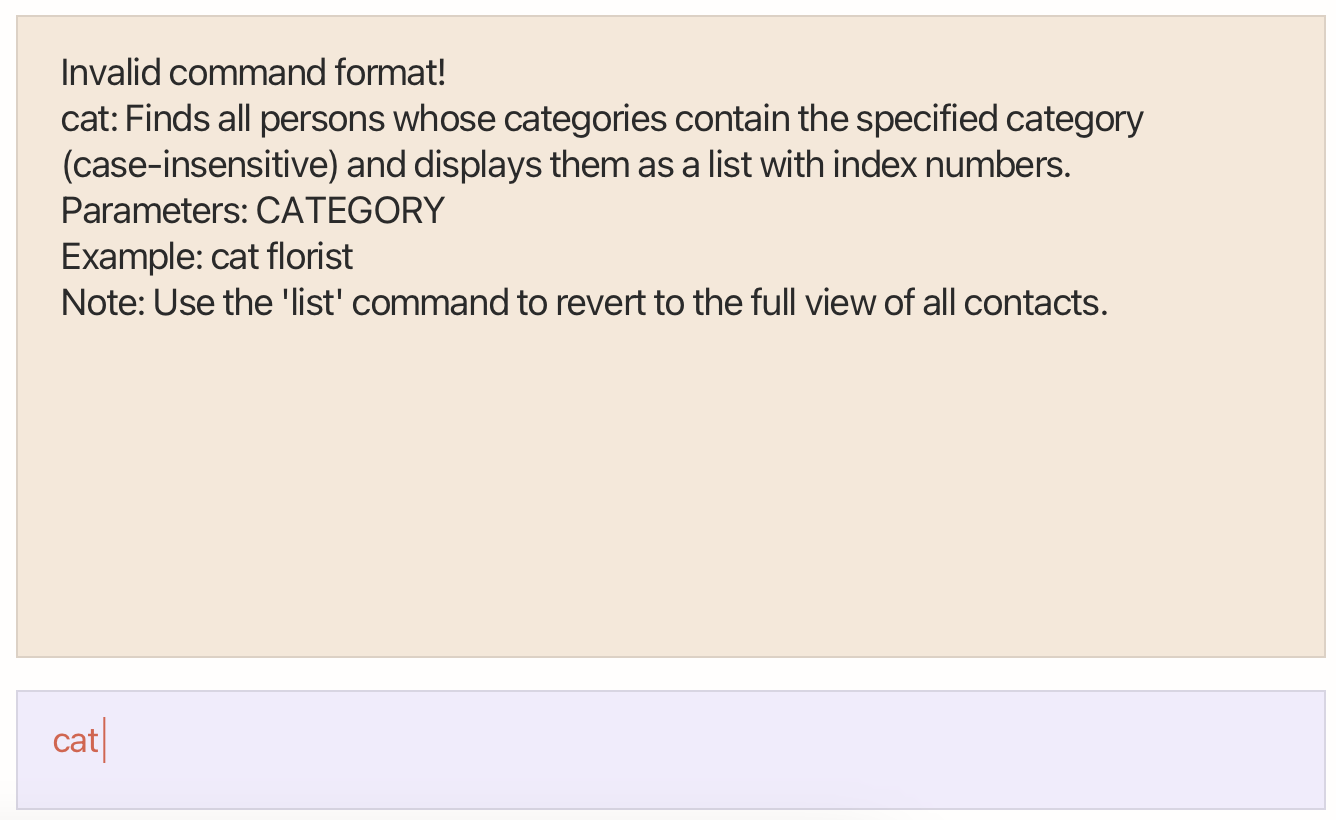 Invalid command format!
cat: Finds all persons whose categories contain the specified category
(case-insensitive) and displays them as a list with index numbers.
Parameters: CATEGORY
Example: cat florist
Note: Use the 'list' command to revert to the full view of all contacts.
cat